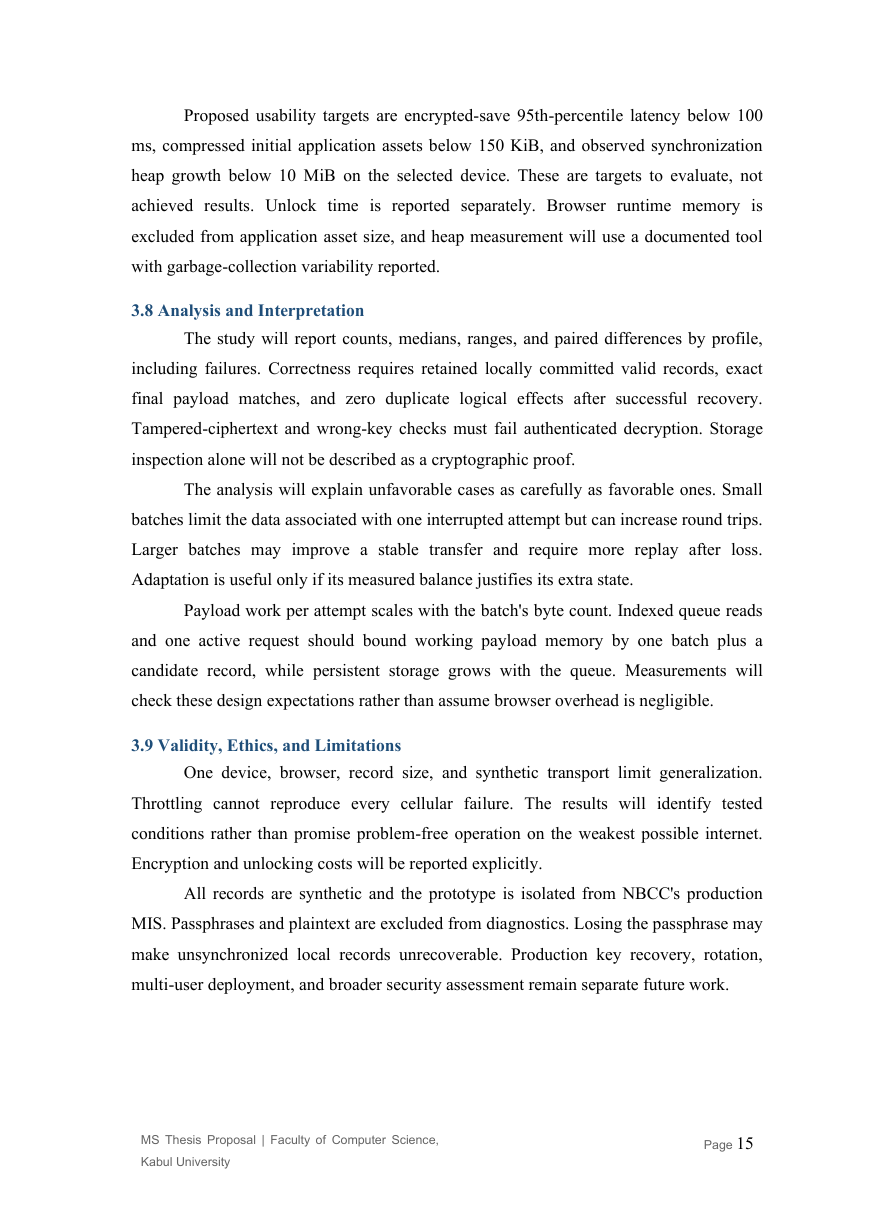 Proposed usability targets are encrypted-save 95th-percentile latency below 100
ms, compressed initial application assets below 150 KiB, and observed synchronization
heap growth below 10 MiB on the selected device. These are targets to evaluate, not
achieved results. Unlock time is reported separately. Browser runtime memory is
excluded from application asset size, and heap measurement will use a documented tool
with garbage-collection variability reported.
3.8 Analysis and Interpretation
The study will report counts, medians, ranges, and paired differences by profile,
including failures. Correctness requires retained locally committed valid records, exact
final payload matches, and zero duplicate logical effects after successful recovery.
Tampered-ciphertext and wrong-key checks must fail authenticated decryption. Storage
inspection alone will not be described as a cryptographic proof.
The analysis will explain unfavorable cases as carefully as favorable ones. Small
batches limit the data associated with one interrupted attempt but can increase round trips.
Larger batches may improve a stable transfer and require more replay after loss.
Adaptation is useful only if its measured balance justifies its extra state.
Payload work per attempt scales with the batch's byte count. Indexed queue reads
and one active request should bound working payload memory by one batch plus a
candidate record, while persistent storage grows with the queue. Measurements will
check these design expectations rather than assume browser overhead is negligible.
3.9 Validity, Ethics, and Limitations
One device, browser, record size, and synthetic transport limit generalization.
Throttling cannot reproduce every cellular failure. The results will identify tested
conditions rather than promise problem-free operation on the weakest possible internet.
Encryption and unlocking costs will be reported explicitly.
All records are synthetic and the prototype is isolated from NBCC's production
MIS. Passphrases and plaintext are excluded from diagnostics. Losing the passphrase may
make unsynchronized local records unrecoverable. Production key recovery, rotation,
multi-user deployment, and broader security assessment remain separate future work.
MS Thesis Proposal | Faculty of Computer Science,
Kabul University
Page 15